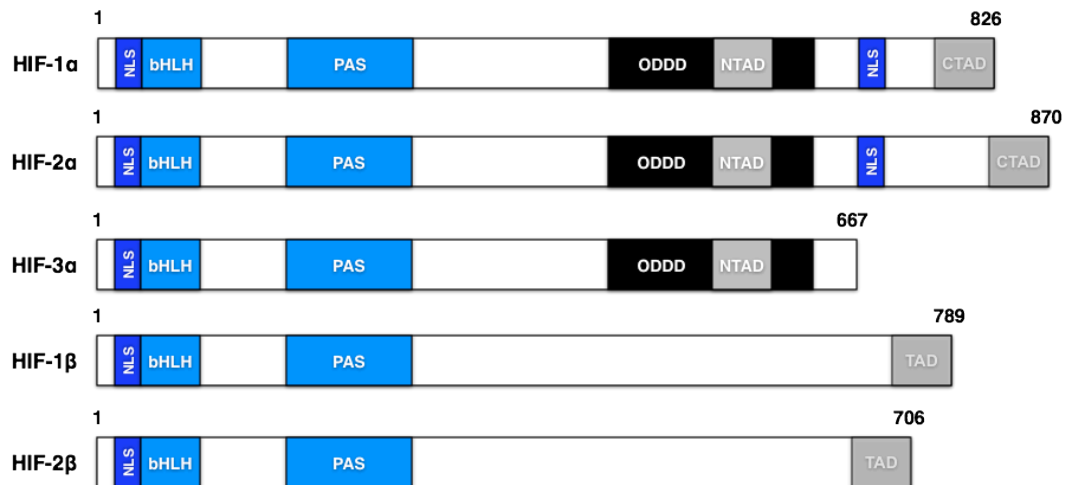 1 826
HIF-1α NLS bHLH PAS ODDD NTAD NLS CTAD
1 870
HIF-2α NLS bHLH PAS ODDD NTAD NLS CTAD
1 667
HIF-3α NLS bHLH PAS ODDD NTAD
1 789
HIF-1β NLS bHLH PAS TAD
1 706
HIF-2β NLS bHLH PAS TAD